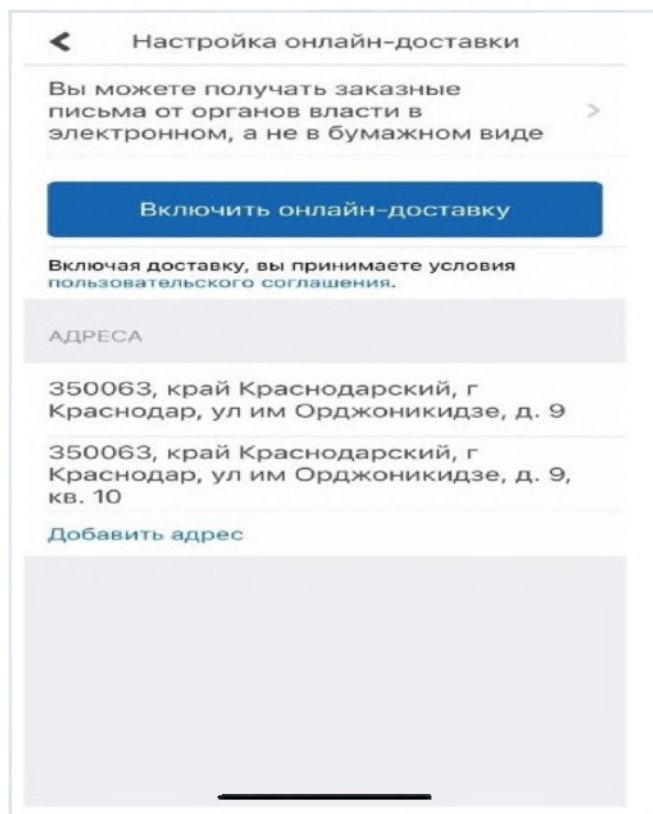 Настройка онлайн-доставки
Вы можете получать заказные
письма от органов власти в
электронном, а не в бумажном виде
Включить онлайн-доставку
Включая доставку, вы принимаете условия
пользовательского соглашения.
АДРЕСА
350063, край Краснодарский, г
Краснодар, ул им Орджоникидзе, д. 9
350063, край Краснодарский, г
Краснодар, ул им Орджоникидзе, д. 9,
кв. 10
Добавить адрес